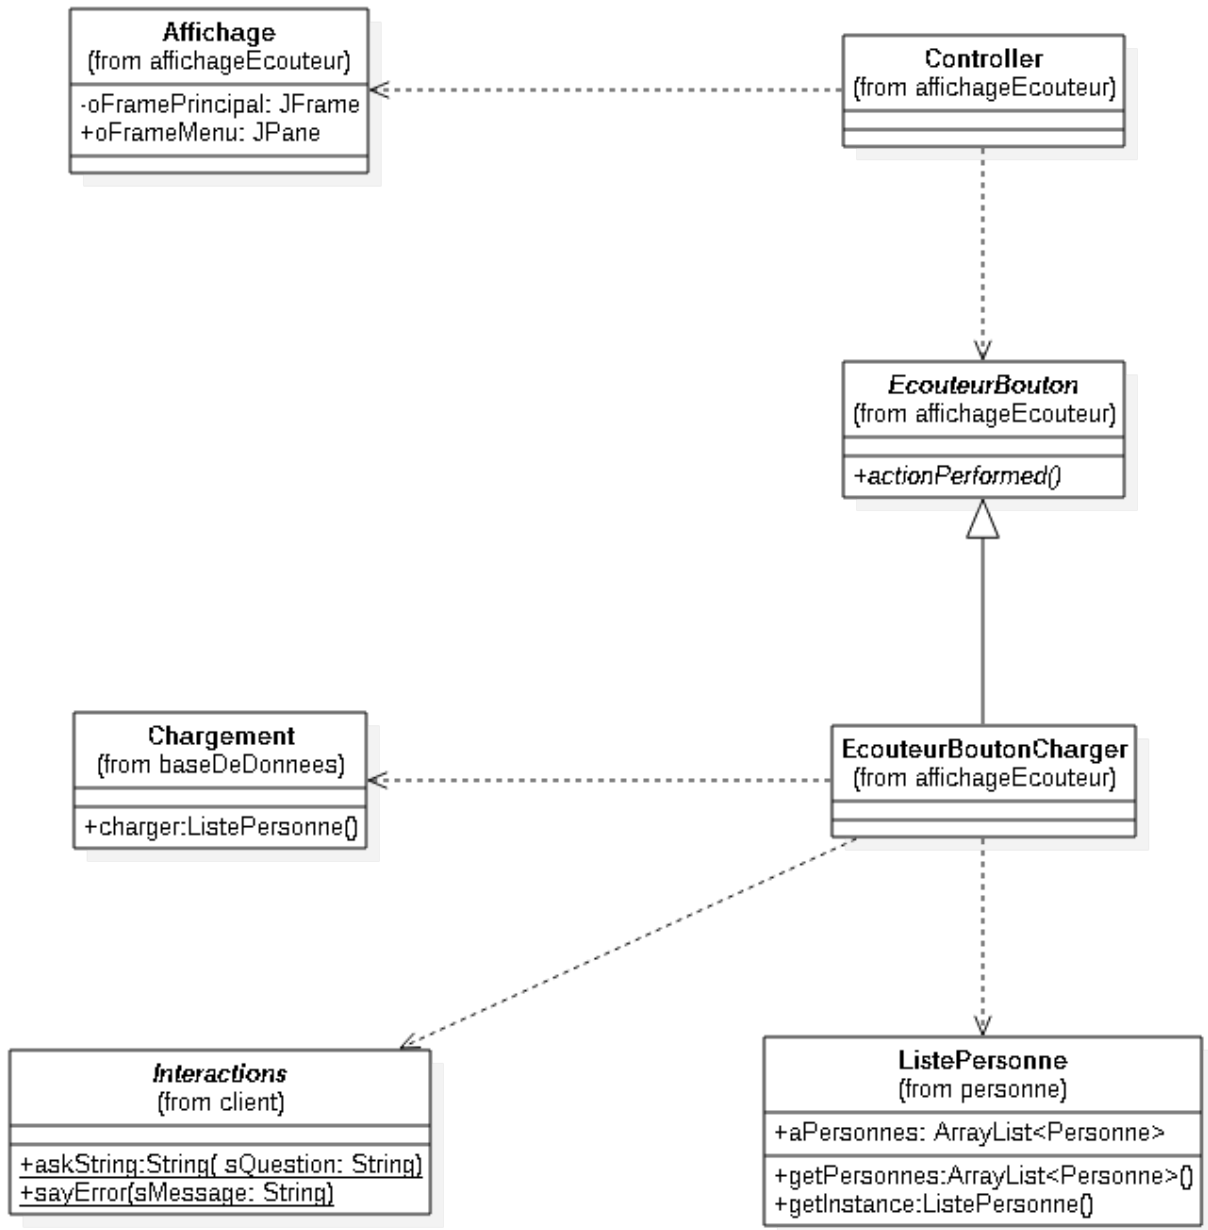 Affichage
(from affichageEcouteur)
-oFramePrincipal: JFrame
+oFrameMenu: JPane
Controller
(from affichageEcouteur)
EcouteurBouton
(from affichageEcouteur)
+actionPerformed()
Chargement
(from baseDeDonnees)
+charger:ListePersonne()
EcouteurBoutonCharger
(from affichageEcouteur)
Interactions
(from client)
+askString:String( sQuestion: String)
+sayError(sMessage: String)
ListePersonne
(from personne)
+aPersonnes: ArrayList<Personne>
+getPersonnes:ArrayList<Personne>()
+getInstance:ListePersonne()